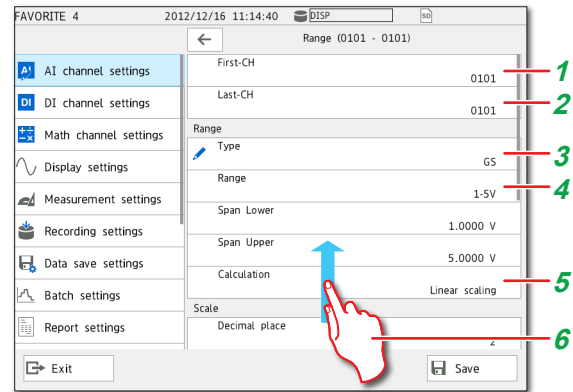 FAVORITE 4 2012/12/16 11:14:40 DISP SD
Range (0101 - 0101)
AI AI channel settings
DI DI channel settings
Math channel settings
Display settings
Measurement settings
Recording settings
Data save settings
Batch settings
Report settings
Exit
First-CH
0101
1
Last-CH
0101
2
Range
Type
GS
3
Range
1-5V
4
Span Lower
1.0000 V
Span Upper
5.0000 V
Calculation
Linear scaling
5
Scale
Decimal place
2
6
Save